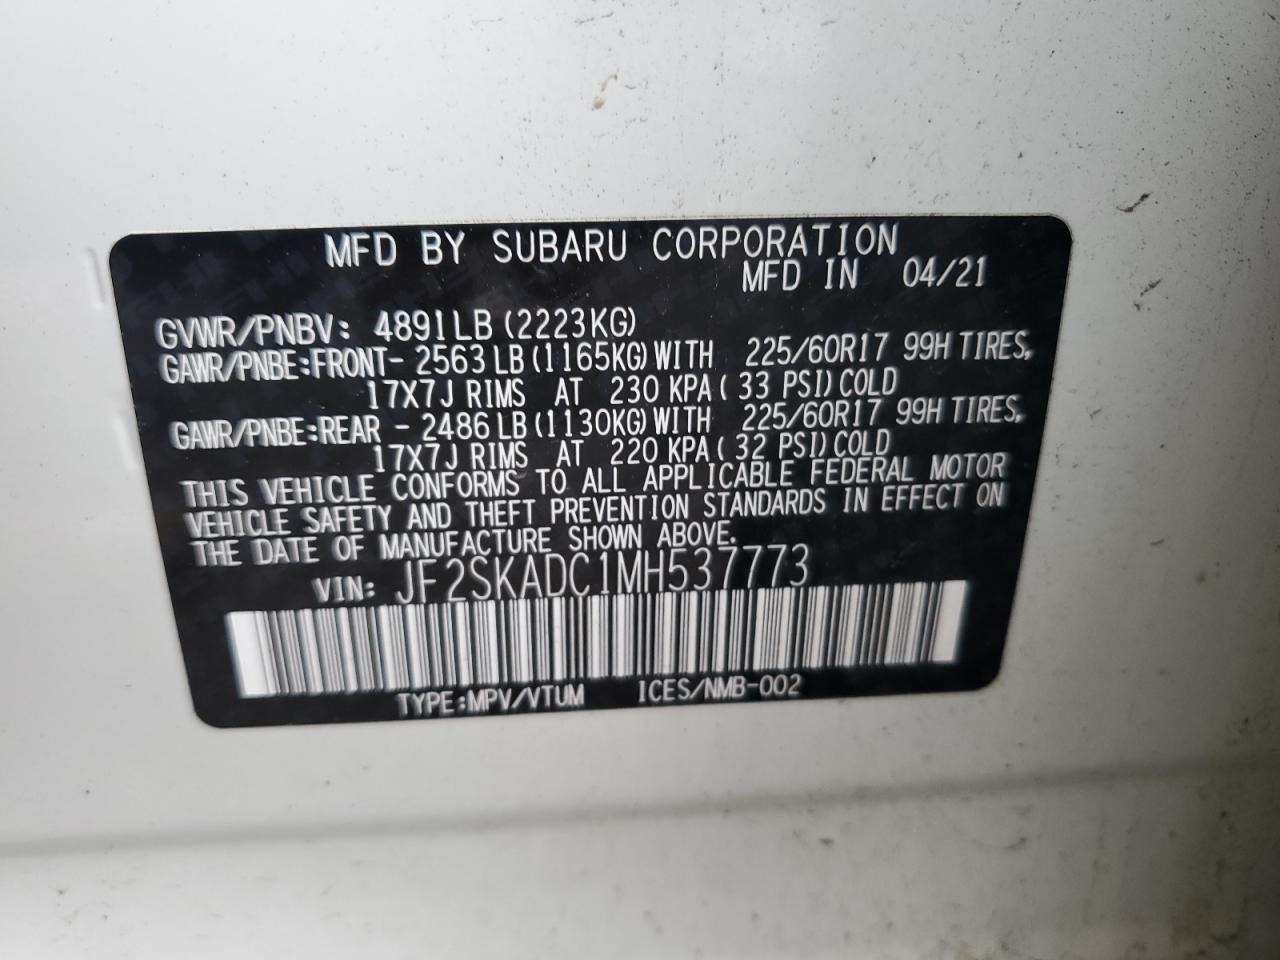 MFD BY SUBARU CORPORATION
MFD IN 04/21
GVWR/PNBV: 4891LB (2223KG)
GAWR/PNBE:FRONT- 2563 LB (1165KG) WITH 225/60R17 99H TIRES,
17X7J RIMS AT 230 KPA ( 33 PSI) COLD
GAWR/PNBE:REAR - 2486 LB (1130KG) WITH 225/60R17 99H TIRES,
17X7J RIMS AT 220 KPA ( 32 PSI) COLD
THIS VEHICLE CONFORMS TO ALL APPLICABLE FEDERAL MOTOR
VEHICLE SAFETY AND THEFT PREVENTION STANDARDS IN EFFECT ON
THE DATE OF MANUFACTURE SHOWN ABOVE.
VIN: JF2SKADC1MH537773
TYPE:MPV/VTUM ICES/NMB-002